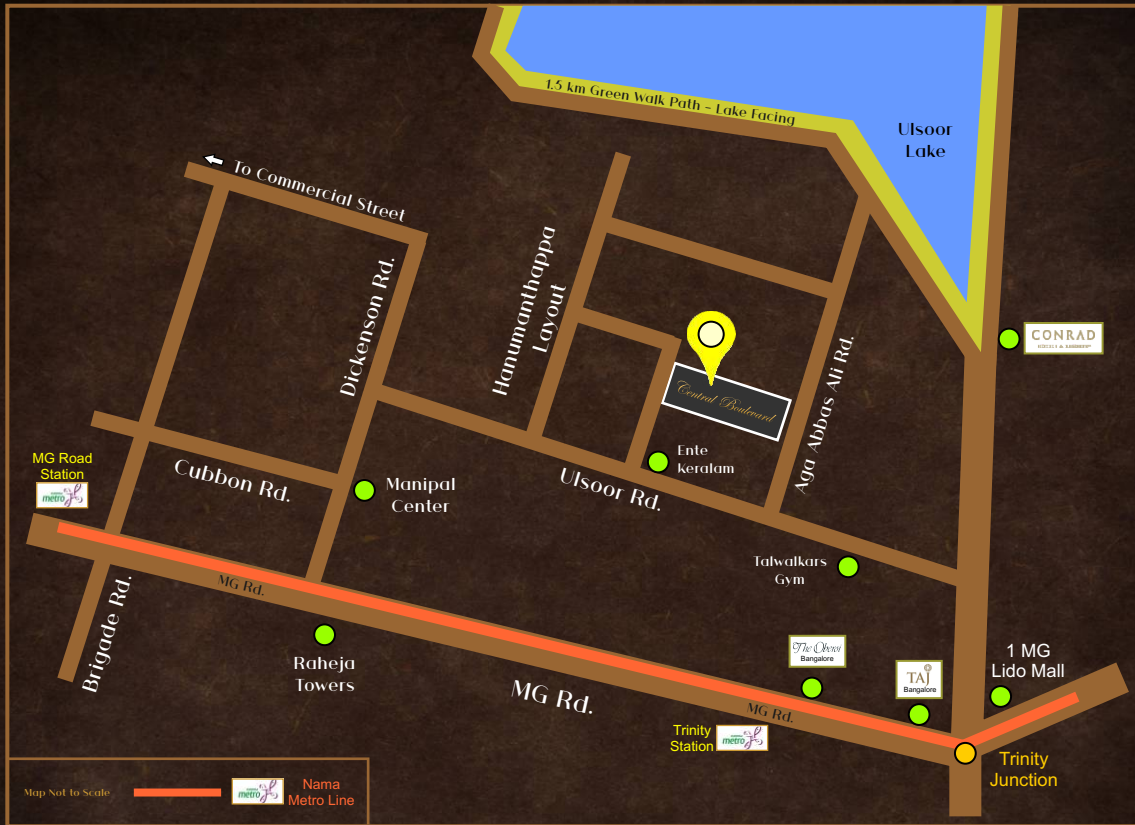 1.5 km Green Walk Path - Lake Facing
Ulsoor
Lake
To Commercial Street
Hanumanthappa
Layout
Dickenson Rd.
CONRAD
HOTELS & RESORTS
Central Boulevard
Aga Abbas Ali Rd.
Ente
Keralam
MG Road
Station
metro
Cubbon Rd.
Manipal
Center
Ulsoor Rd.
Talwalkars
Gym
MG Rd.
Brigade Rd.
Raheja
Towers
The Oberoi
Bangalore
TAJ
Bangalore
1 MG
Lido Mall
MG Rd.
MG Rd.
Trinity
Station
metro
Trinity
Junction
Map Not to Scale
metro
Nama
Metro Line